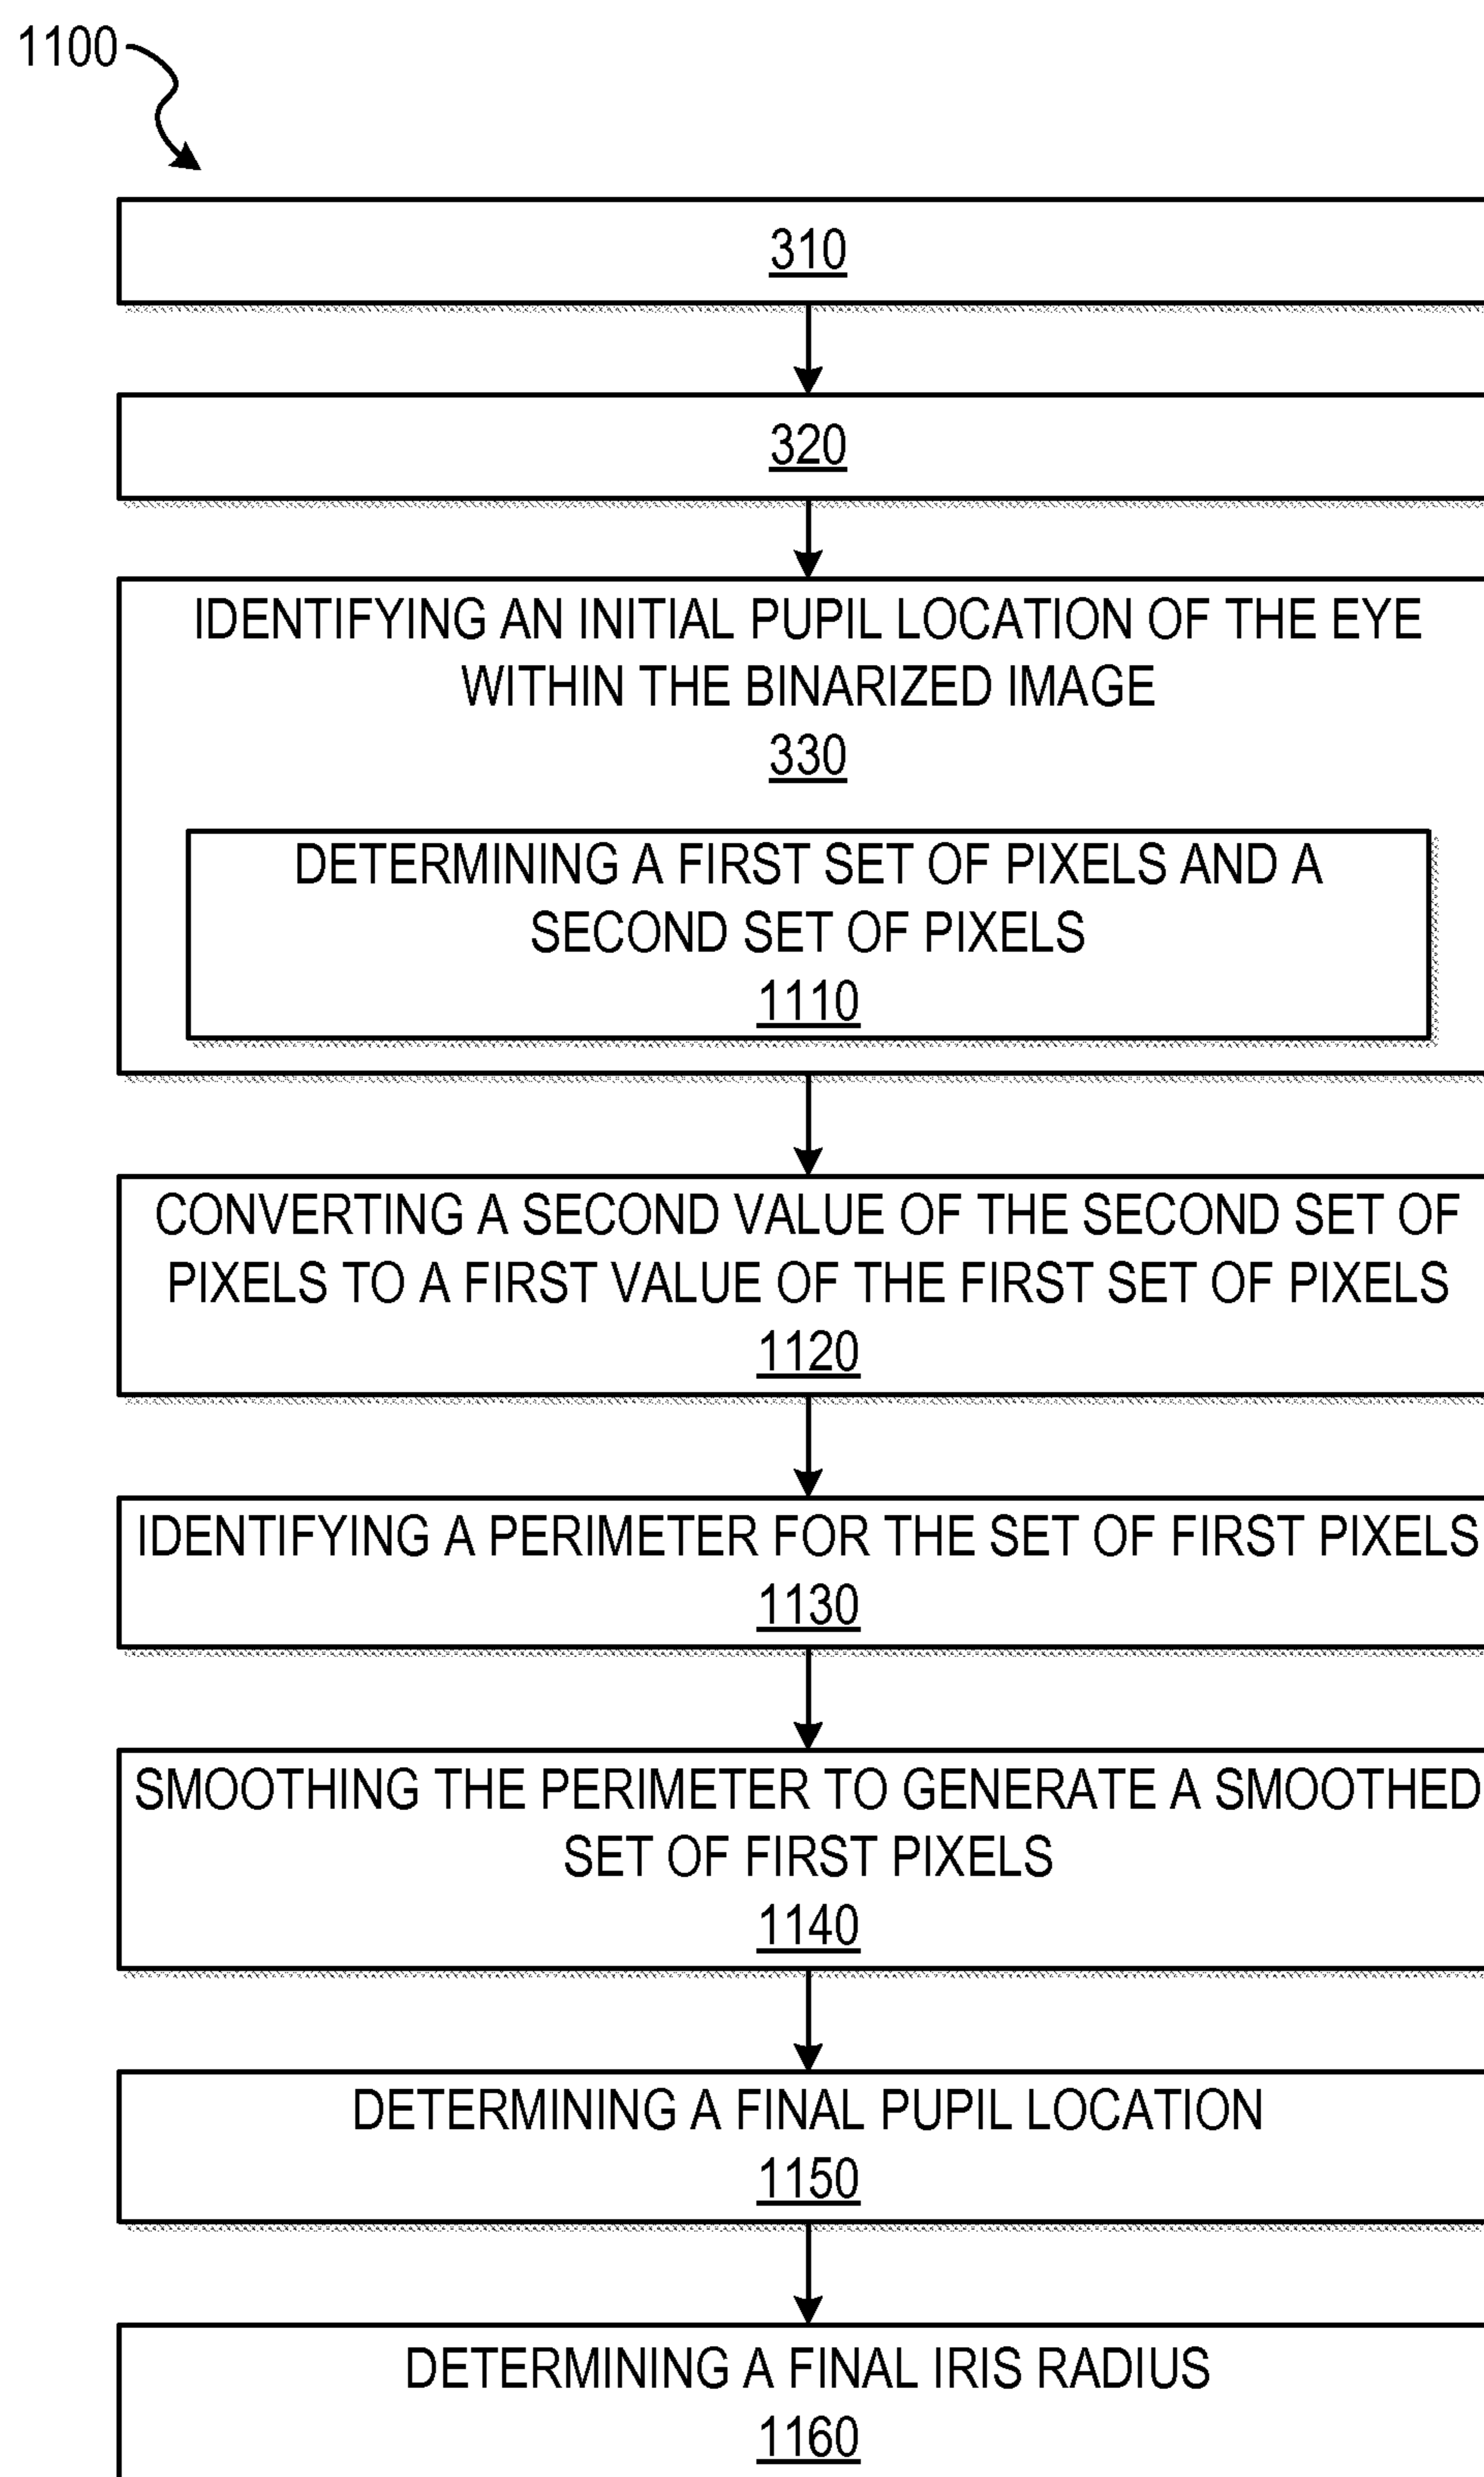 1100
310
320
IDENTIFYING AN INITIAL PUPIL LOCATION OF THE EYE
WITHIN THE BINARIZED IMAGE
330
DETERMINING A FIRST SET OF PIXELS AND A
SECOND SET OF PIXELS
1110
CONVERTING A SECOND VALUE OF THE SECOND SET OF
PIXELS TO A FIRST VALUE OF THE FIRST SET OF PIXELS
1120
IDENTIFYING A PERIMETER FOR THE SET OF FIRST PIXELS
1130
SMOOTHING THE PERIMETER TO GENERATE A SMOOTHED
SET OF FIRST PIXELS
1140
DETERMINING A FINAL PUPIL LOCATION
1150
DETERMINING A FINAL IRIS RADIUS
1160